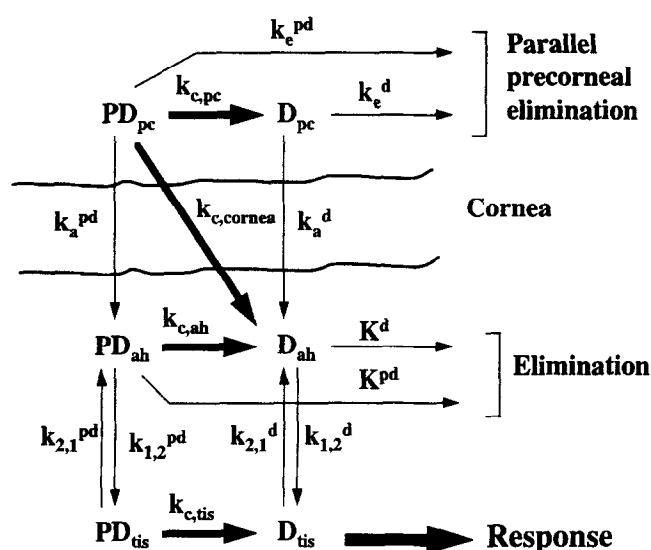 k_e^pd
Parallel
precorneal
elimination
k_c,pc
k_e^d
PD_pc
D_pc
k_c,cornea
Cornea
k_a^pd
k_a^d
k_c,ah
K^d
PD_ah
D_ah
K^pd
Elimination
k_2,1^pd
k_1,2^pd
k_2,1^d
k_1,2^d
k_c,tis
PD_tis
D_tis
Response